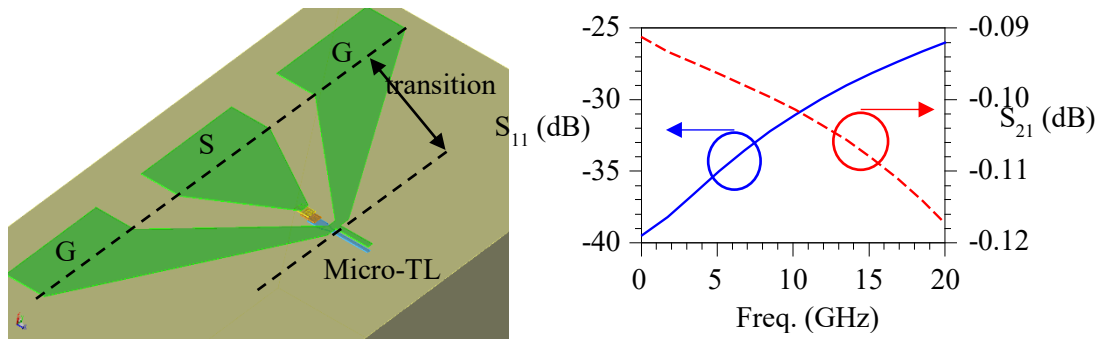 G
transition
S
G
Micro-TL
-25
-30
-35
-40
S11 (dB)
-0.09
-0.10
-0.11
-0.12
S21 (dB)
0 5 10 15 20
Freq. (GHz)